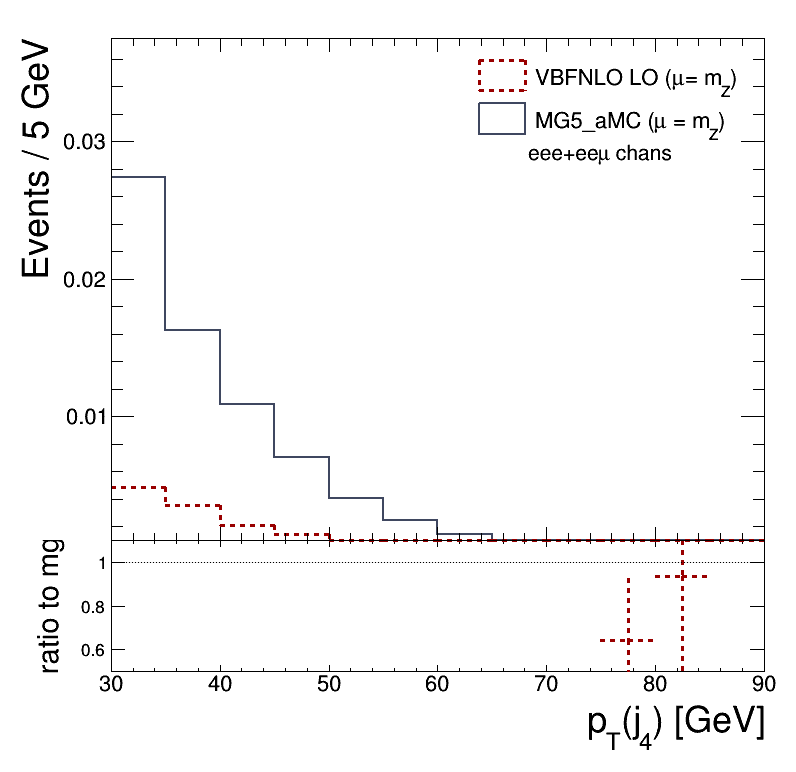 Events / 5 GeV
VBFNLO LO (μ= m_Z)
MG5_aMC (μ = m_Z)
eee+eeμ chans
0.03
0.02
0.01
ratio to mg
1
0.8
0.6
30 40 50 60 70 80 90
p_T(j_4) [GeV]